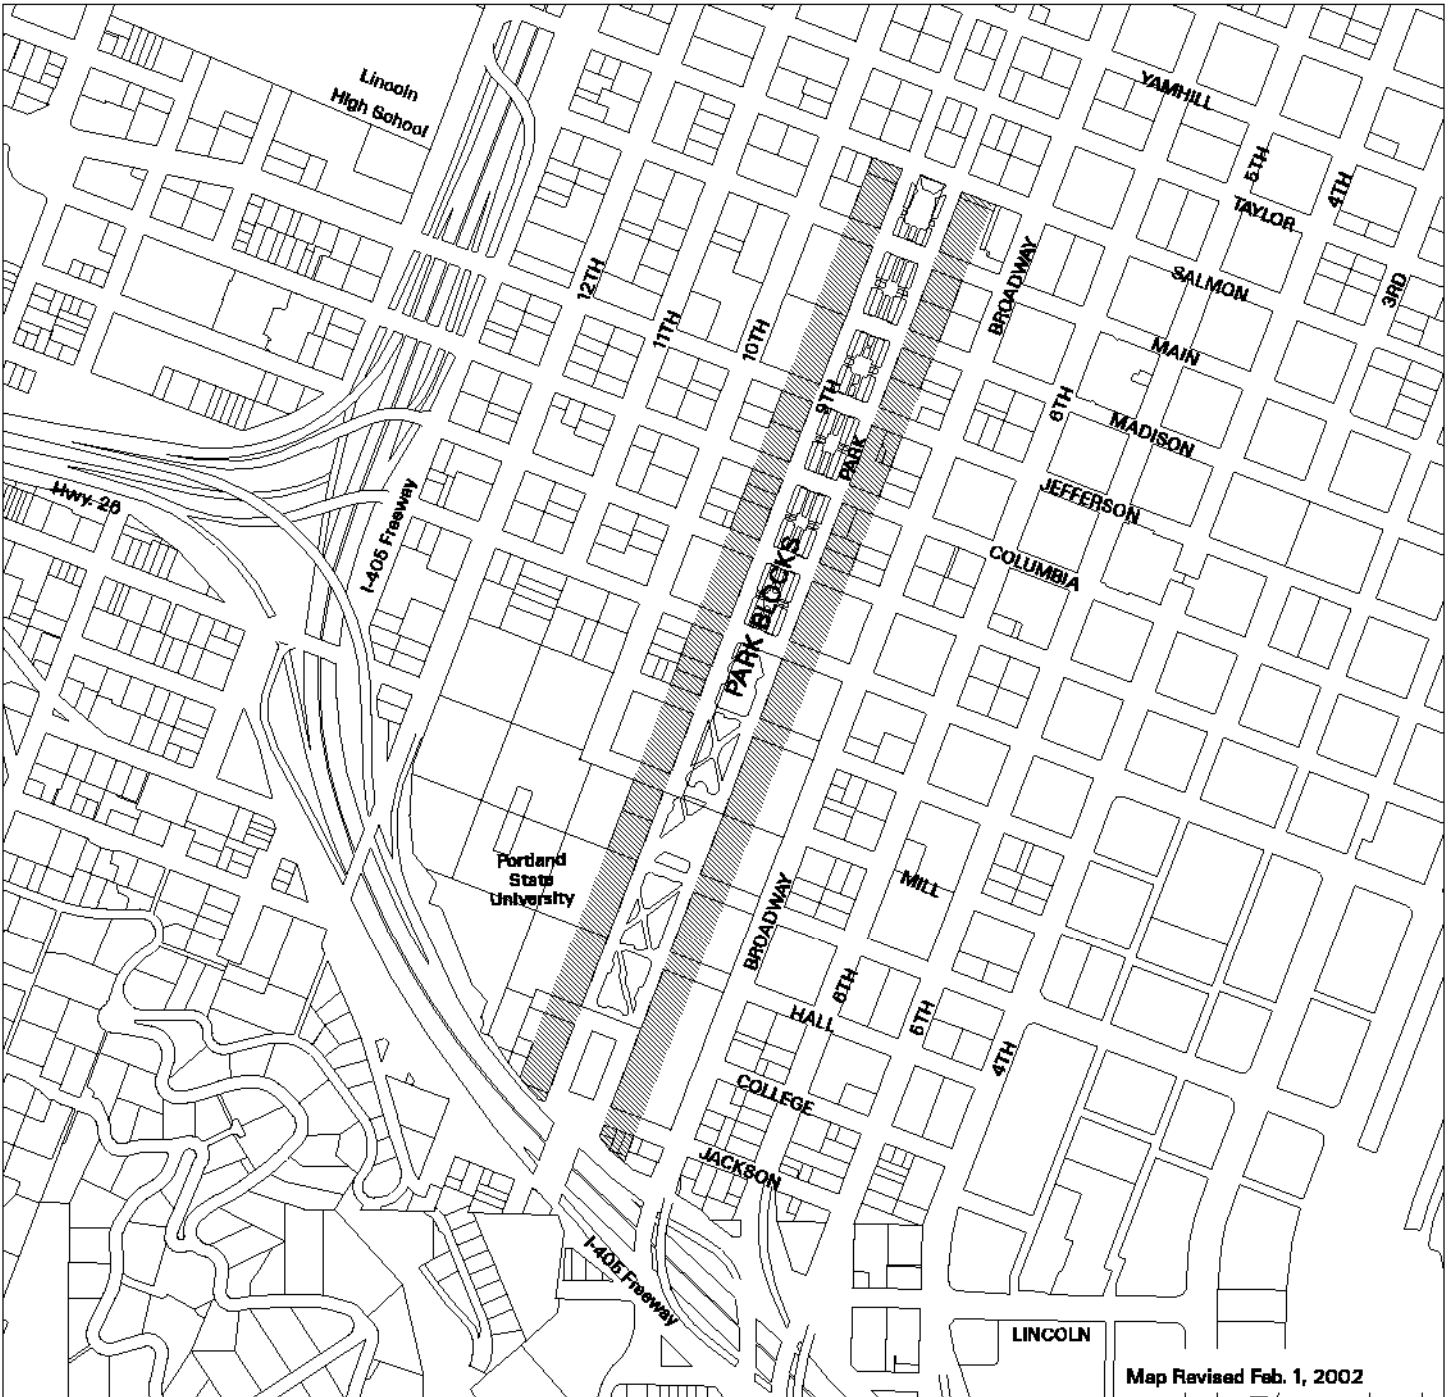 Lincoln
High School
YAMHILL
5TH
4TH
TAYLOR
12TH
11TH
10TH
BROADWAY
SALMON
3RD
MAIN
9TH
6TH
MADISON
PARK
Hwy. 26
I-405 Freeway
JEFFERSON
COLUMBIA
PARK BLOCKS
Portland
State
University
MILL
BROADWAY
6TH
HALL
5TH
4TH
COLLEGE
JACKSON
I-405 Freeway
LINCOLN
Map Revised Feb. 1, 2002